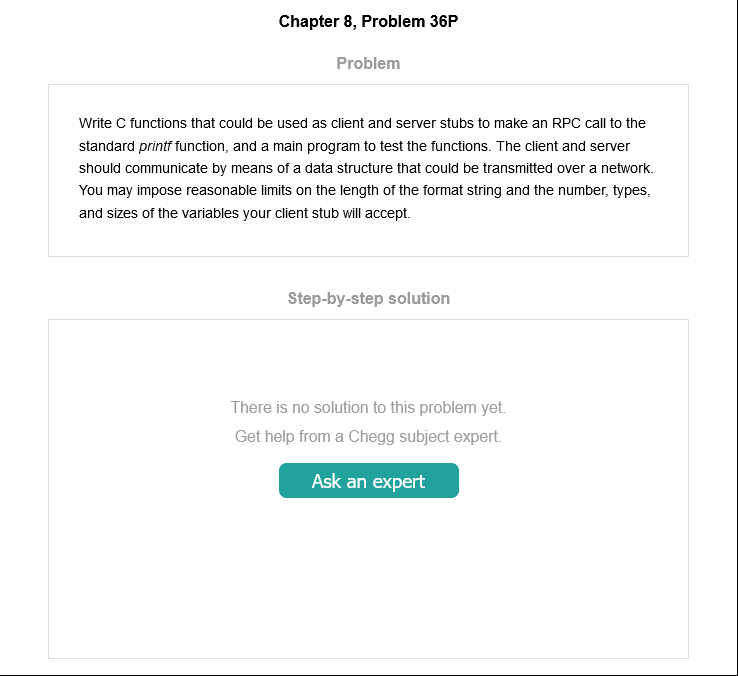 Chapter 8, Problem 36P
Problem
Write C functions that could be used as client and server stubs to make an RPC call to the
standard printf function, and a main program to test the functions. The client and server
should communicate by means of a data structure that could be transmitted over a network.
You may impose reasonable limits on the length of the format string and the number, types,
and sizes of the variables your client stub will accept.
Step-by-step solution
There is no solution to this problem yet.
Get help from a Chegg subject expert.
Ask an expert